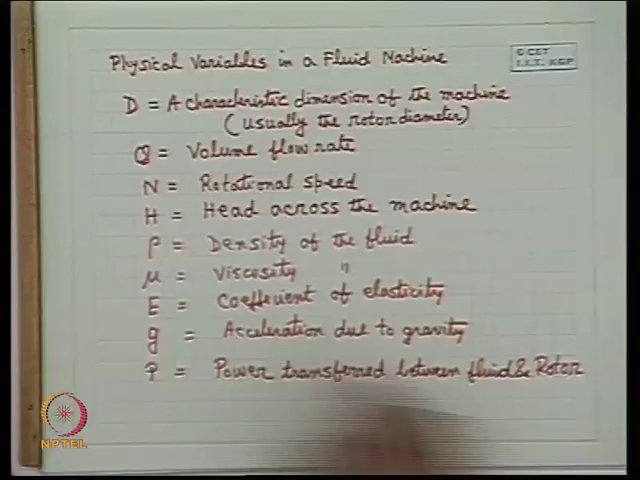 Physical Variables in a Fluid Machine
© CET
I.I.T. KGP
D = A characteristic dimension of the machine
(usually the rotor diameter)
Q = Volume flow rate
N = Rotational speed
H = Head across the machine
ρ = Density of the fluid
μ = Viscosity "
E = Coefficient of elasticity
g = Acceleration due to gravity
P = Power transferred between fluid & Rotor
NPTEL